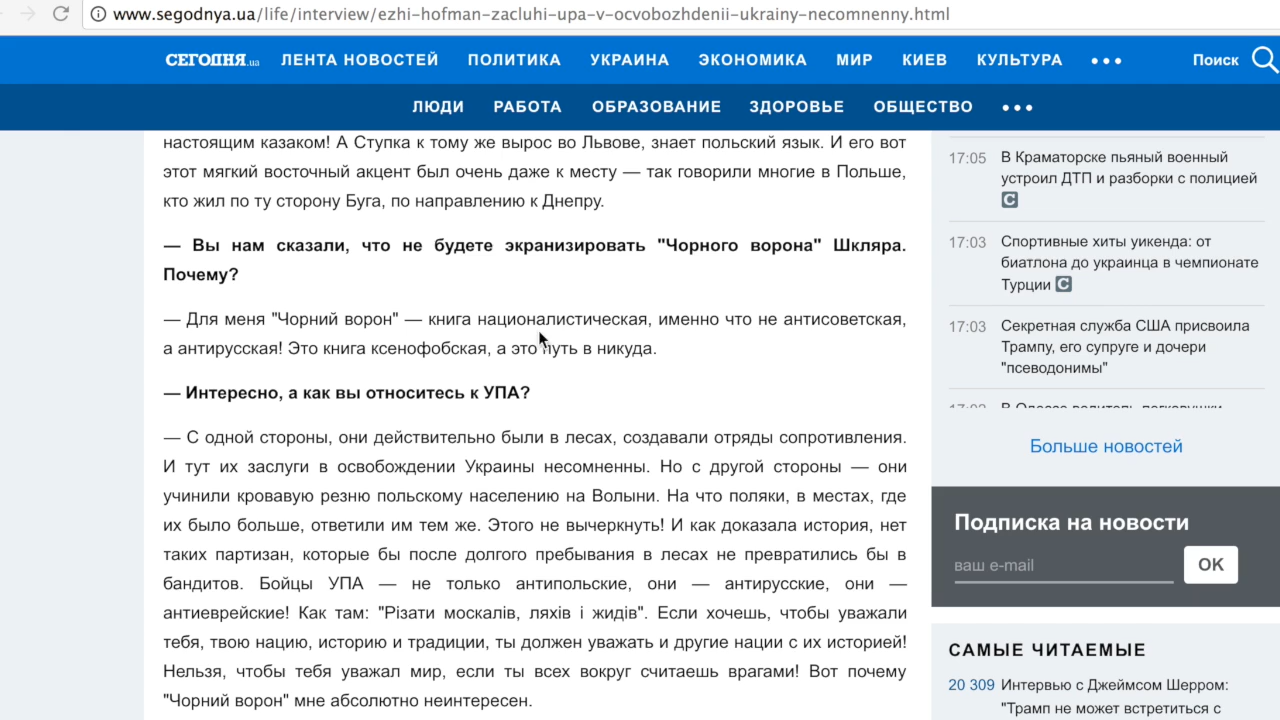 www.segodnya.ua/life/interview/ezhi-hofman-zacluhi-upa-v-ocvobozhdenii-ukrainy-necomnenny.html
СЕГОДНЯ.ua ЛЕНТА НОВОСТЕЙ ПОЛИТИКА УКРАИНА ЭКОНОМИКА МИР КИЕВ КУЛЬТУРА ••• Поиск
ЛЮДИ РАБОТА ОБРАЗОВАНИЕ ЗДОРОВЬЕ ОБЩЕСТВО •••
настоящим казаком! А Ступка к тому же вырос во Львове, знает польский язык. И его вот
этот мягкий восточный акцент был очень даже к месту — так говорили многие в Польше,
кто жил по ту сторону Буга, по направлению к Днепру.
— Вы нам сказали, что не будете экранизировать "Чорного ворона" Шкляра.
Почему?
— Для меня "Чорний ворон" — книга националистическая, именно что не антисоветская,
а антирусская! Это книга ксенофобская, а это путь в никуда.
— Интересно, а как вы относитесь к УПА?
— С одной стороны, они действительно были в лесах, создавали отряды сопротивления.
И тут их заслуги в освобождении Украины несомненны. Но с другой стороны — они
учинили кровавую резню польскому населению на Волыни. На что поляки, в местах, где
их было больше, ответили им тем же. Этого не вычеркнуть! И как доказала история, нет
таких партизан, которые бы после долгого пребывания в лесах не превратились бы в
бандитов. Бойцы УПА — не только антипольские, они — антирусские, они —
антиеврейские! Как там: "Різати москалів, ляхів і жидів". Если хочешь, чтобы уважали
тебя, твою нацию, историю и традиции, ты должен уважать и другие нации с их историей!
Нельзя, чтобы тебя уважал мир, если ты всех вокруг считаешь врагами! Вот почему
"Чорний ворон" мне абсолютно неинтересен.
17:05 В Краматорске пьяный военный
устроил ДТП и разборки с полицией
С
17:03 Спортивные хиты уикенда: от
биатлона до украинца в чемпионате
Турции С
17:03 Секретная служба США присвоила
Трампу, его супруге и дочери
"псевдонимы"
Больше новостей
Подписка на новости
ваш e-mail OK
САМЫЕ ЧИТАЕМЫЕ
20 309 Интервью с Джеймсом Шерром:
"Трамп не может встретиться с